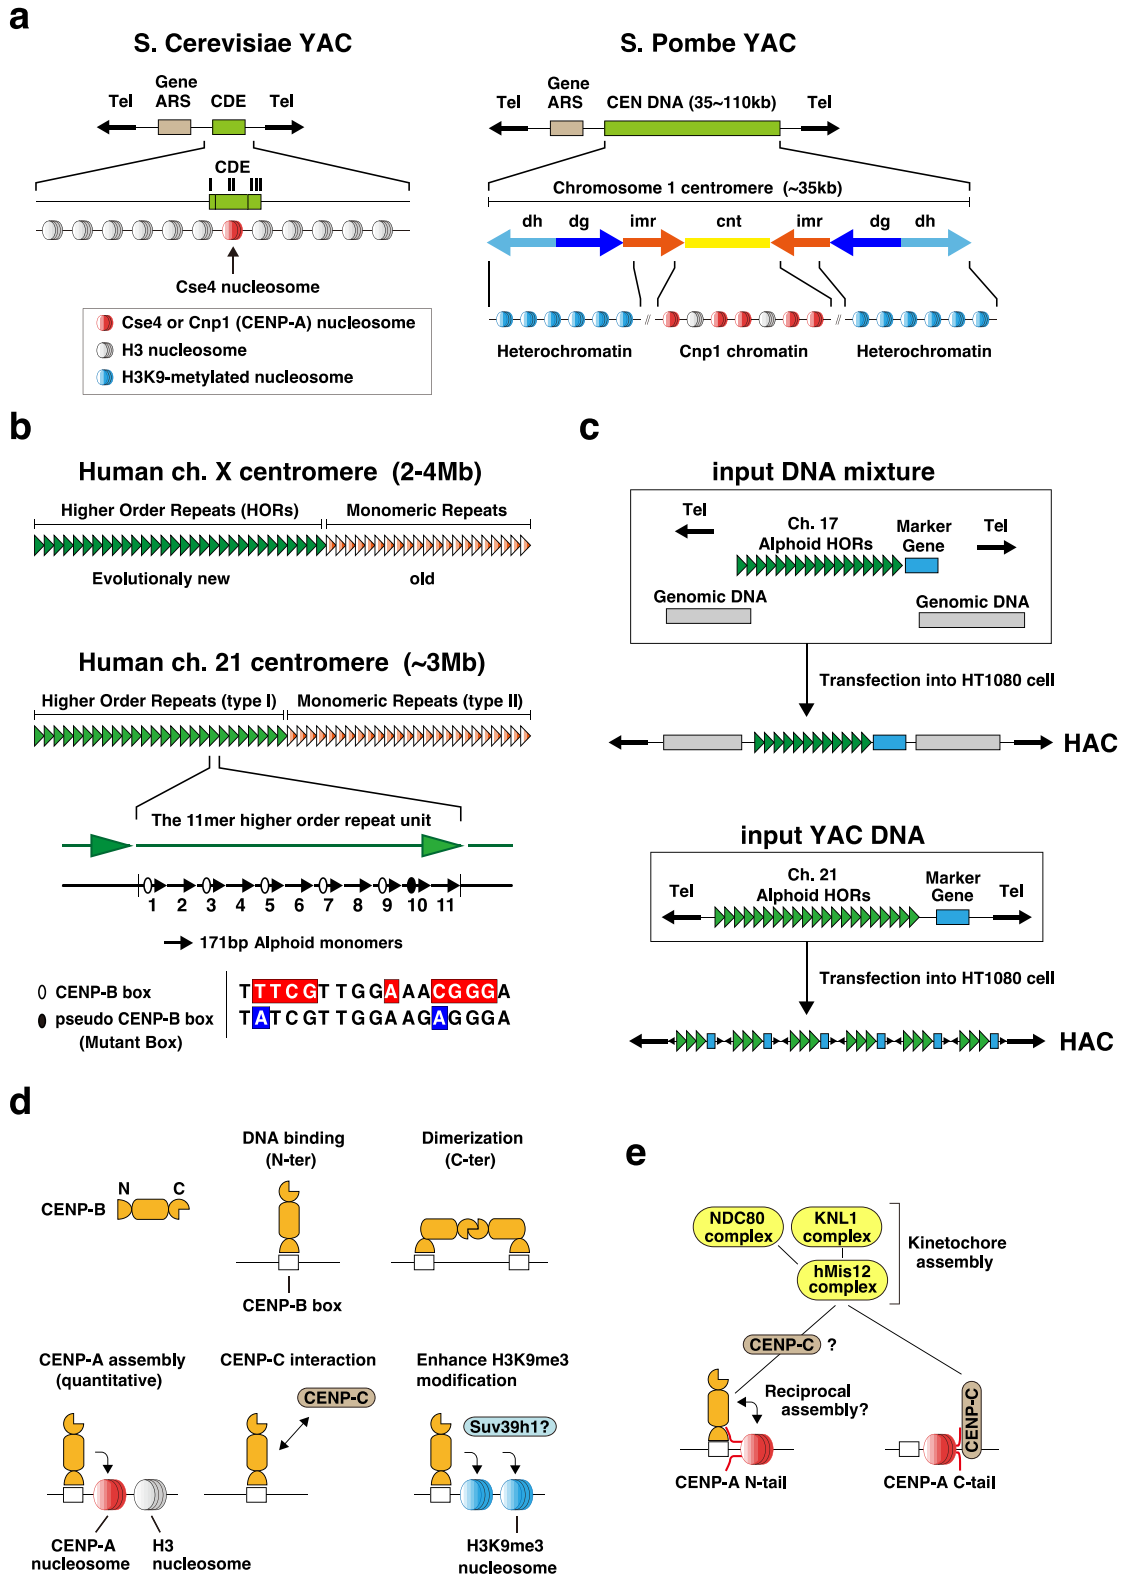 a
S. Cerevisiae YAC
Tel
Gene
ARS
CDE
Tel
CDE
I II III
Cse4 nucleosome
Cse4 or Cnp1 (CENP-A) nucleosome
H3 nucleosome
H3K9-metylated nucleosome
S. Pombe YAC
Tel
Gene
ARS
CEN DNA (35~110kb)
Tel
Chromosome 1 centromere (~35kb)
dh dg imr cnt imr dg dh
// //
Heterochromatin Cnp1 chromatin Heterochromatin
b
Human ch. X centromere (2-4Mb)
Higher Order Repeats (HORs) Monomeric Repeats
Evolutionaly new old
Human ch. 21 centromere (~3Mb)
Higher Order Repeats (type I) Monomeric Repeats (type II)
The 11mer higher order repeat unit
1 2 3 4 5 6 7 8 9 10 11
171bp Alphoid monomers
CENP-B box
pseudo CENP-B box
(Mutant Box)
TTTCGTTGGAAACGGGA
TATCGTTGGAAGAGGGA
c
input DNA mixture
Tel
Ch. 17
Alphoid HORs
Marker
Gene
Tel
Genomic DNA
Genomic DNA
Transfection into HT1080 cell
HAC
input YAC DNA
Tel
Ch. 21
Alphoid HORs
Marker
Gene
Tel
Transfection into HT1080 cell
HAC
d
CENP-B
N C
DNA binding
(N-ter)
CENP-B box
Dimerization
(C-ter)
CENP-A assembly
(quantitative)
CENP-A
nucleosome
H3
nucleosome
CENP-C interaction
CENP-C
Enhance H3K9me3
modification
Suv39h1?
H3K9me3
nucleosome
e
NDC80
complex
KNL1
complex
hMis12
complex
Kinetochore
assembly
CENP-C ?
Reciprocal
assembly?
CENP-A N-tail
CENP-C
CENP-A C-tail